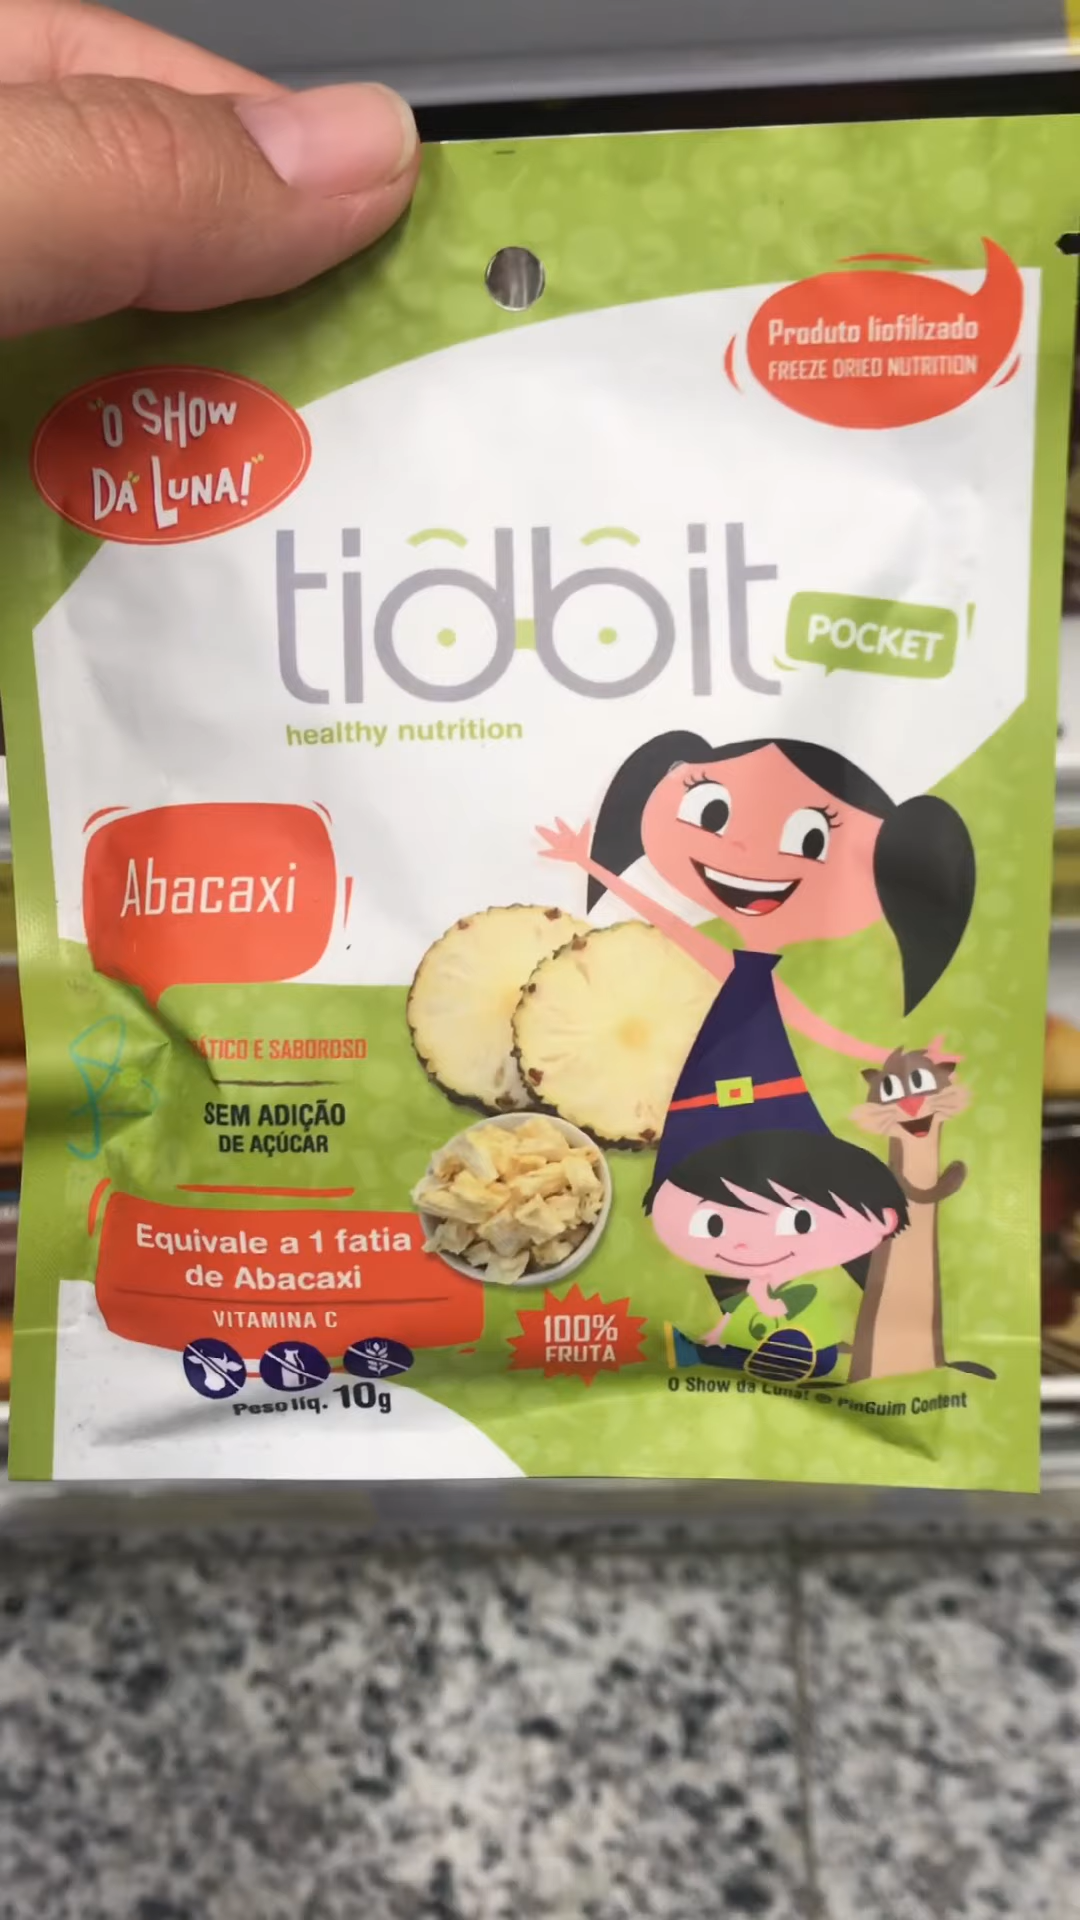 "O SHOW
DA LUNA!"
Produto liofilizado
FREEZE DRIED NUTRITION
tidbit
POCKET
healthy nutrition
Abacaxi
E SABOROSO
SEM ADIÇÃO
DE AÇÚCAR
Equivale a 1 fatia
de Abacaxi
VITAMINA C
100%
FRUTA
Peso líq. 10g
O Show da Luna! PinGuim Content